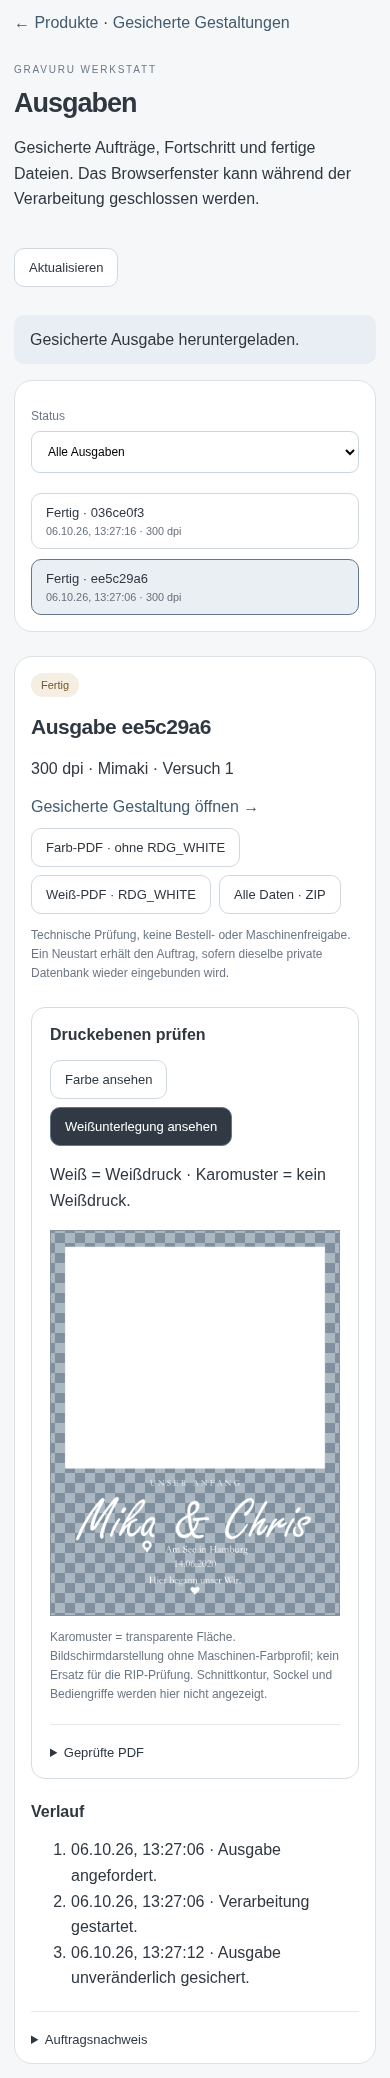 ← Produkte · Gesicherte Gestaltungen
GRAVURU WERKSTATT
Ausgaben
Gesicherte Aufträge, Fortschritt und fertige
Dateien. Das Browserfenster kann während der
Verarbeitung geschlossen werden.
Aktualisieren
Gesicherte Ausgabe heruntergeladen.
Status
Alle Ausgaben
Fertig · 036ce0f3
06.10.26, 13:27:16 · 300 dpi
Fertig · ee5c29a6
06.10.26, 13:27:06 · 300 dpi
Fertig
Ausgabe ee5c29a6
300 dpi · Mimaki · Versuch 1
Gesicherte Gestaltung öffnen →
Farb-PDF · ohne RDG_WHITE
Weiß-PDF · RDG_WHITE Alle Daten · ZIP
Technische Prüfung, keine Bestell- oder Maschinenfreigabe.
Ein Neustart erhält den Auftrag, sofern dieselbe private
Datenbank wieder eingebunden wird.
Druckebenen prüfen
Farbe ansehen
Weißunterlegung ansehen
Weiß = Weißdruck · Karomuster = kein
Weißdruck.
UNSER ANFANG
Mika & Chris
Am See in Hamburg
14.06.2020
Hier begann unser Wir.
Karomuster = transparente Fläche.
Bildschirmdarstellung ohne Maschinen-Farbprofil; kein
Ersatz für die RIP-Prüfung. Schnittkontur, Sockel und
Bediengriffe werden hier nicht angezeigt.
▶ Geprüfte PDF
Verlauf
1. 06.10.26, 13:27:06 · Ausgabe
angefordert.
2. 06.10.26, 13:27:06 · Verarbeitung
gestartet.
3. 06.10.26, 13:27:12 · Ausgabe
unveränderlich gesichert.
▶ Auftragsnachweis